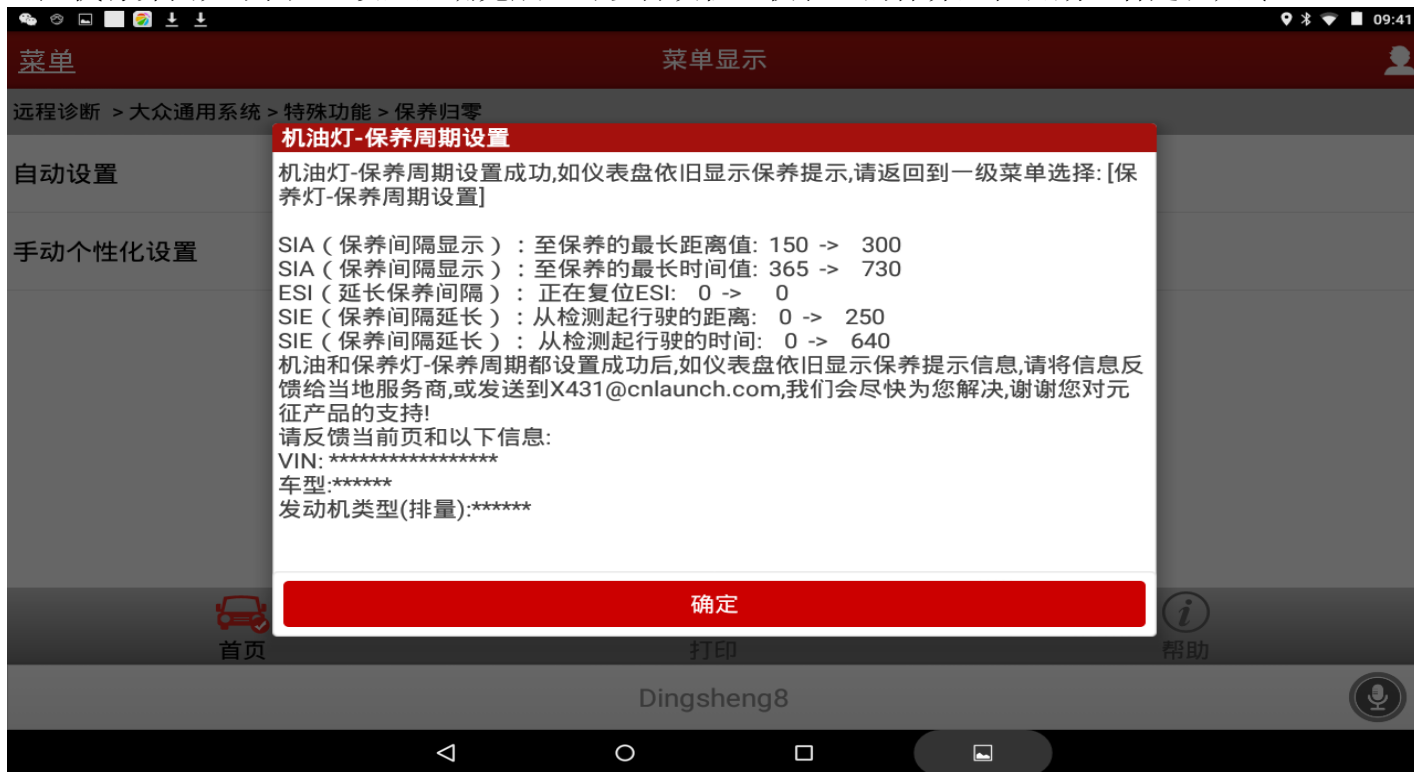 09:41
菜单
菜单显示
远程诊断 > 大众通用系统 > 特殊功能 > 保养归零
机油灯-保养周期设置
自动设置
手动个性化设置
机油灯-保养周期设置成功,如仪表盘依旧显示保养提示,请返回到一级菜单选择: [保
养灯-保养周期设置]
SIA（保养间隔显示）：至保养的最长距离值: 150 -> 300
SIA（保养间隔显示）：至保养的最长时间值: 365 -> 730
ESI（延长保养间隔）： 正在复位ESI: 0 -> 0
SIE（保养间隔延长）：从检测起行驶的距离: 0 -> 250
SIE（保养间隔延长）： 从检测起行驶的时间: 0 -> 640
机油和保养灯-保养周期都设置成功后,如仪表盘依旧显示保养提示信息,请将信息反
馈给当地服务商,或发送到X431@cnlaunch.com,我们会尽快为您解决,谢谢您对元
征产品的支持!
请反馈当前页和以下信息:
VIN: *****************
车型:******
发动机类型(排量):******
确定
首页
打印
帮助
Dingsheng8